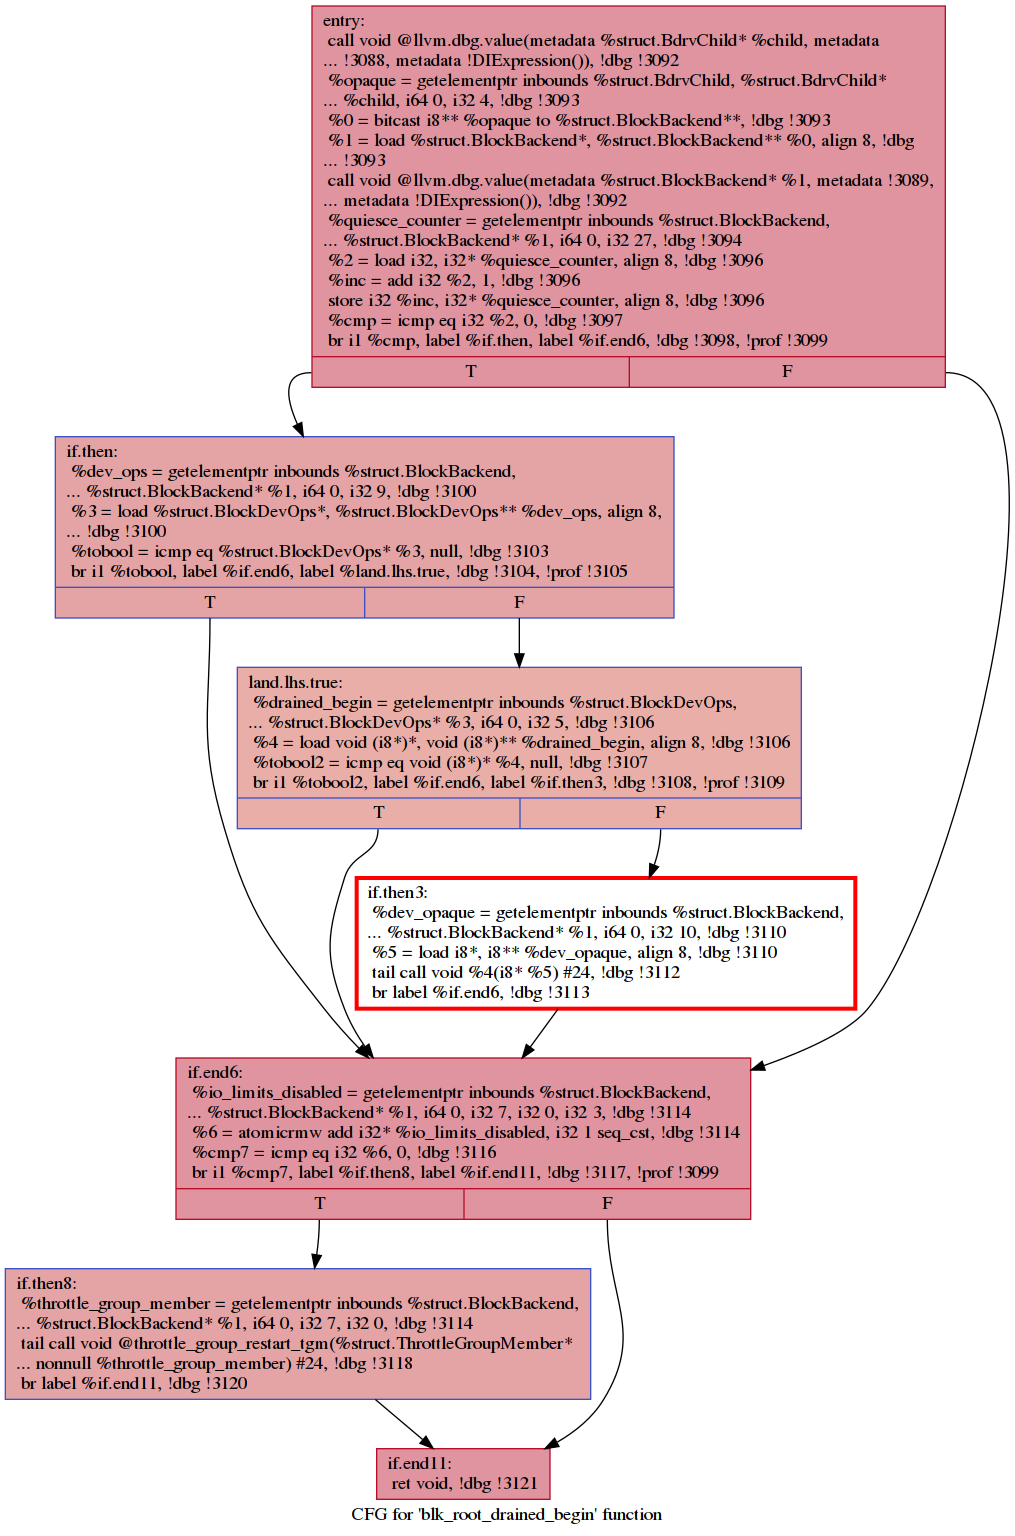 entry:
call void @llvm.dbg.value(metadata %struct.BdrvChild* %child, metadata
... !3088, metadata !DIExpression()), !dbg !3092
%opaque = getelementptr inbounds %struct.BdrvChild, %struct.BdrvChild*
... %child, i64 0, i32 4, !dbg !3093
%0 = bitcast i8** %opaque to %struct.BlockBackend**, !dbg !3093
%1 = load %struct.BlockBackend*, %struct.BlockBackend** %0, align 8, !dbg
... !3093
call void @llvm.dbg.value(metadata %struct.BlockBackend* %1, metadata !3089,
... metadata !DIExpression()), !dbg !3092
%quiesce_counter = getelementptr inbounds %struct.BlockBackend,
... %struct.BlockBackend* %1, i64 0, i32 27, !dbg !3094
%2 = load i32, i32* %quiesce_counter, align 8, !dbg !3096
%inc = add i32 %2, 1, !dbg !3096
store i32 %inc, i32* %quiesce_counter, align 8, !dbg !3096
%cmp = icmp eq i32 %2, 0, !dbg !3097
br i1 %cmp, label %if.then, label %if.end6, !dbg !3098, !prof !3099
T F
if.then:
%dev_ops = getelementptr inbounds %struct.BlockBackend,
... %struct.BlockBackend* %1, i64 0, i32 9, !dbg !3100
%3 = load %struct.BlockDevOps*, %struct.BlockDevOps** %dev_ops, align 8,
... !dbg !3100
%tobool = icmp eq %struct.BlockDevOps* %3, null, !dbg !3103
br i1 %tobool, label %if.end6, label %land.lhs.true, !dbg !3104, !prof !3105
T F
land.lhs.true:
%drained_begin = getelementptr inbounds %struct.BlockDevOps,
... %struct.BlockDevOps* %3, i64 0, i32 5, !dbg !3106
%4 = load void (i8*)*, void (i8*)** %drained_begin, align 8, !dbg !3106
%tobool2 = icmp eq void (i8*)* %4, null, !dbg !3107
br i1 %tobool2, label %if.end6, label %if.then3, !dbg !3108, !prof !3109
T F
if.then3:
%dev_opaque = getelementptr inbounds %struct.BlockBackend,
... %struct.BlockBackend* %1, i64 0, i32 10, !dbg !3110
%5 = load i8*, i8** %dev_opaque, align 8, !dbg !3110
tail call void %4(i8* %5) #24, !dbg !3112
br label %if.end6, !dbg !3113
if.end6:
%io_limits_disabled = getelementptr inbounds %struct.BlockBackend,
... %struct.BlockBackend* %1, i64 0, i32 7, i32 0, i32 3, !dbg !3114
%6 = atomicrmw add i32* %io_limits_disabled, i32 1 seq_cst, !dbg !3114
%cmp7 = icmp eq i32 %6, 0, !dbg !3116
br i1 %cmp7, label %if.then8, label %if.end11, !dbg !3117, !prof !3099
T F
if.then8:
%throttle_group_member = getelementptr inbounds %struct.BlockBackend,
... %struct.BlockBackend* %1, i64 0, i32 7, i32 0, !dbg !3114
tail call void @throttle_group_restart_tgm(%struct.ThrottleGroupMember*
... nonnull %throttle_group_member) #24, !dbg !3118
br label %if.end11, !dbg !3120
if.end11:
ret void, !dbg !3121
CFG for 'blk_root_drained_begin' function